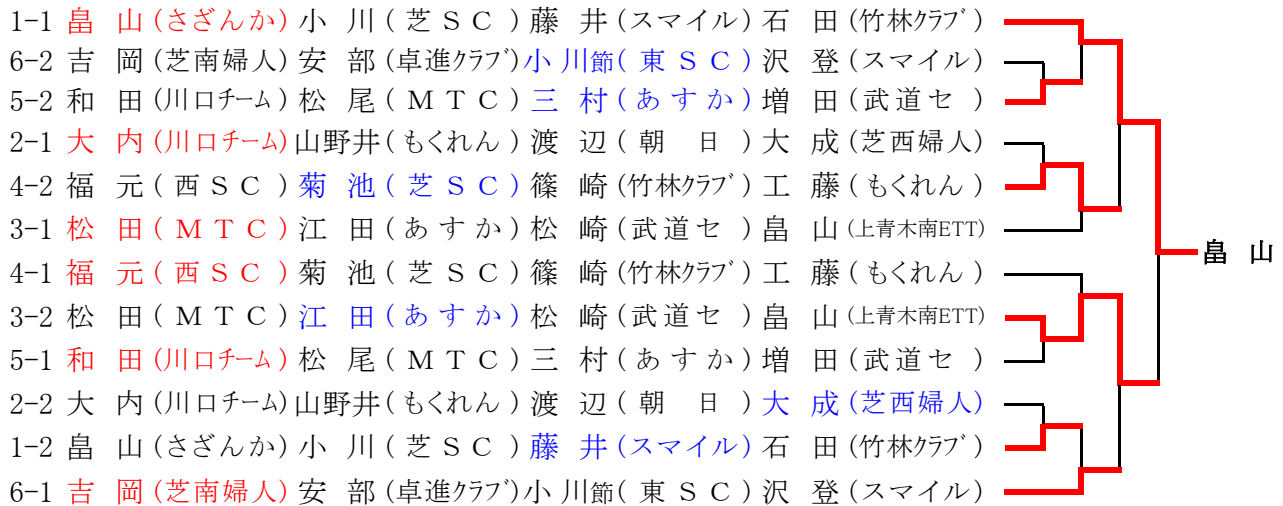 1-1 畠 山(さざんか) 小 川(芝SC) 藤 井(スマイル) 石 田(竹林クラブ)
6-2 吉 岡(芝南婦人) 安 部(卓進クラブ) 小川節(東SC) 沢 登(スマイル)
5-2 和 田(川口チーム) 松 尾(MTC) 三 村(あすか) 増 田(武道セ)
2-1 大 内(川口チーム) 山野井(もくれん) 渡 辺(朝 日) 大 成(芝西婦人)
4-2 福 元(西SC) 菊 池(芝SC) 篠 崎(竹林クラブ) 工 藤(もくれん)
3-1 松 田(MTC) 江 田(あすか) 松 崎(武道セ) 畠 山(上青木南ETT)
畠 山
4-1 福 元(西SC) 菊 池(芝SC) 篠 崎(竹林クラブ) 工 藤(もくれん)
3-2 松 田(MTC) 江 田(あすか) 松 崎(武道セ) 畠 山(上青木南ETT)
5-1 和 田(川口チーム) 松 尾(MTC) 三 村(あすか) 増 田(武道セ)
2-2 大 内(川口チーム) 山野井(もくれん) 渡 辺(朝 日) 大 成(芝西婦人)
1-2 畠 山(さざんか) 小 川(芝SC) 藤 井(スマイル) 石 田(竹林クラブ)
6-1 吉 岡(芝南婦人) 安 部(卓進クラブ) 小川節(東SC) 沢 登(スマイル)